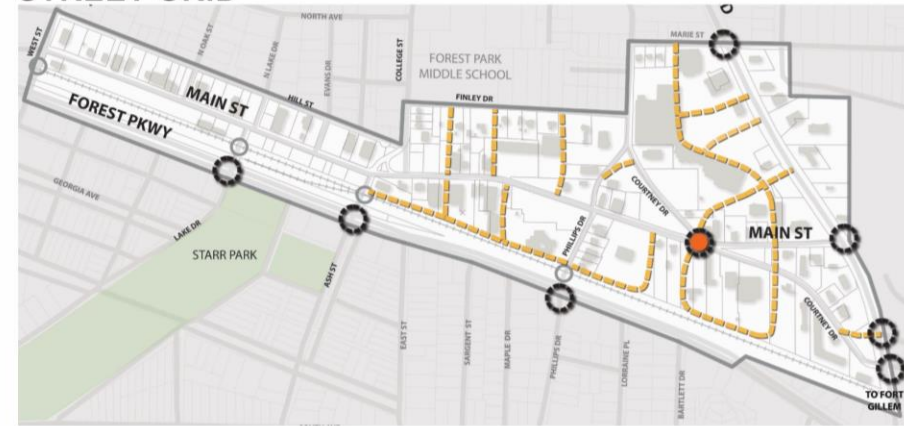 NORTH AVE
WEST ST
N OAK ST
N LAKE DR
EVANS DR
COLLEGE ST
MARIE ST
FOREST PARK
MIDDLE SCHOOL
MAIN ST
HILL ST
FINLEY DR
FOREST PKWY
GEORGIA AVE
LAKE DR
STARR PARK
ASH ST
PHILLIPS DR
COURTNEY DR
MAIN ST
COURTNEY DR
EAST ST
SARGENT ST
MAPLE DR
PHILLIPS DR
LORRAINE PL
BARTLETT DR
TO FORT
GILLEM